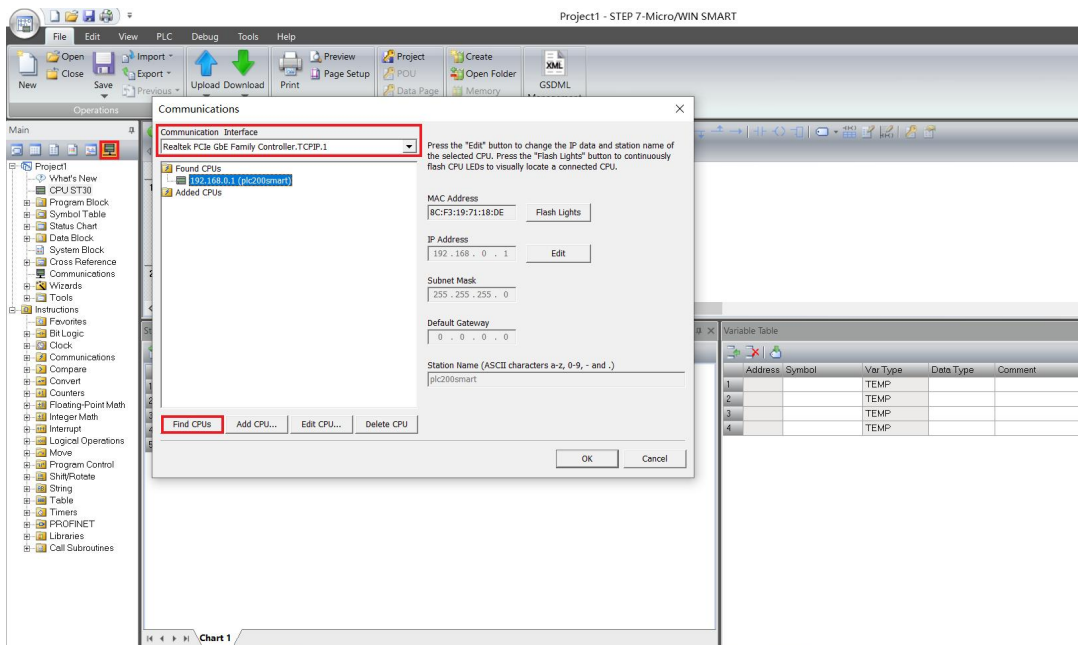 Project1 - STEP 7-Micro/WIN SMART
File Edit View PLC Debug Tools Help
New
Open
Close
Save
Import
Export
Previous
Upload
Download
Print
Preview
Page Setup
Project
POU
Data Page
Create
Open Folder
Memory
XML
GSDML
Operations
Main
Project1
What's New
CPU ST30
Program Block
Symbol Table
Status Chart
Data Block
System Block
Cross Reference
Communications
Wizards
Tools
Instructions
Favorites
Bit Logic
Clock
Communications
Compare
Convert
Counters
Floating-Point Math
Integer Math
Interrupt
Logical Operations
Move
Program Control
Shift/Rotate
String
Table
Timers
PROFINET
Libraries
Call Subroutines
Communications
Communication Interface
Realtek PCIe GbE Family Controller.TCPIP.1
Found CPUs
192.168.0.1 (plc200smart)
Added CPUs
Find CPUs
Add CPU...
Edit CPU...
Delete CPU
Press the "Edit" button to change the IP data and station name of
the selected CPU. Press the "Flash Lights" button to continuously
flash CPU LEDs to visually locate a connected CPU.
MAC Address
8C:F3:19:71:18:DE
Flash Lights
IP Address
192 . 168 . 0 . 1
Edit
Subnet Mask
255 . 255 . 255 . 0
Default Gateway
0 . 0 . 0 . 0
Station Name (ASCII characters a-z, 0-9, - and .)
plc200smart
OK
Cancel
Variable Table
Address Symbol Var Type Data Type Comment
1 TEMP
2 TEMP
3 TEMP
4 TEMP
Chart 1